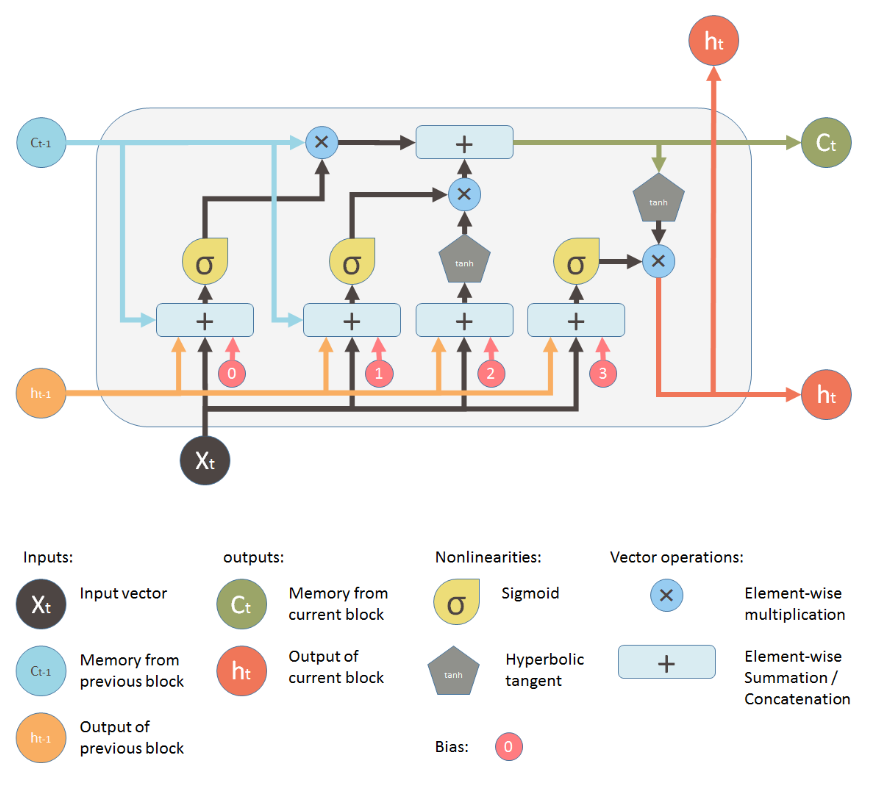 ht
Ct-1
×
+
Ct
tanh
×
σ
σ
tanh
σ
×
+
+
+
+
0
1
2
3
ht-1
ht
Xt
Inputs:
outputs:
Nonlinearities:
Vector operations:
Xt
Input vector
Ct
Memory from
current block
σ
Sigmoid
×
Element-wise
multiplication
Ct-1
Memory from
previous block
ht
Output of
current block
tanh
Hyperbolic
tangent
+
Element-wise
Summation /
Concatenation
ht-1
Output of
previous block
Bias:
0